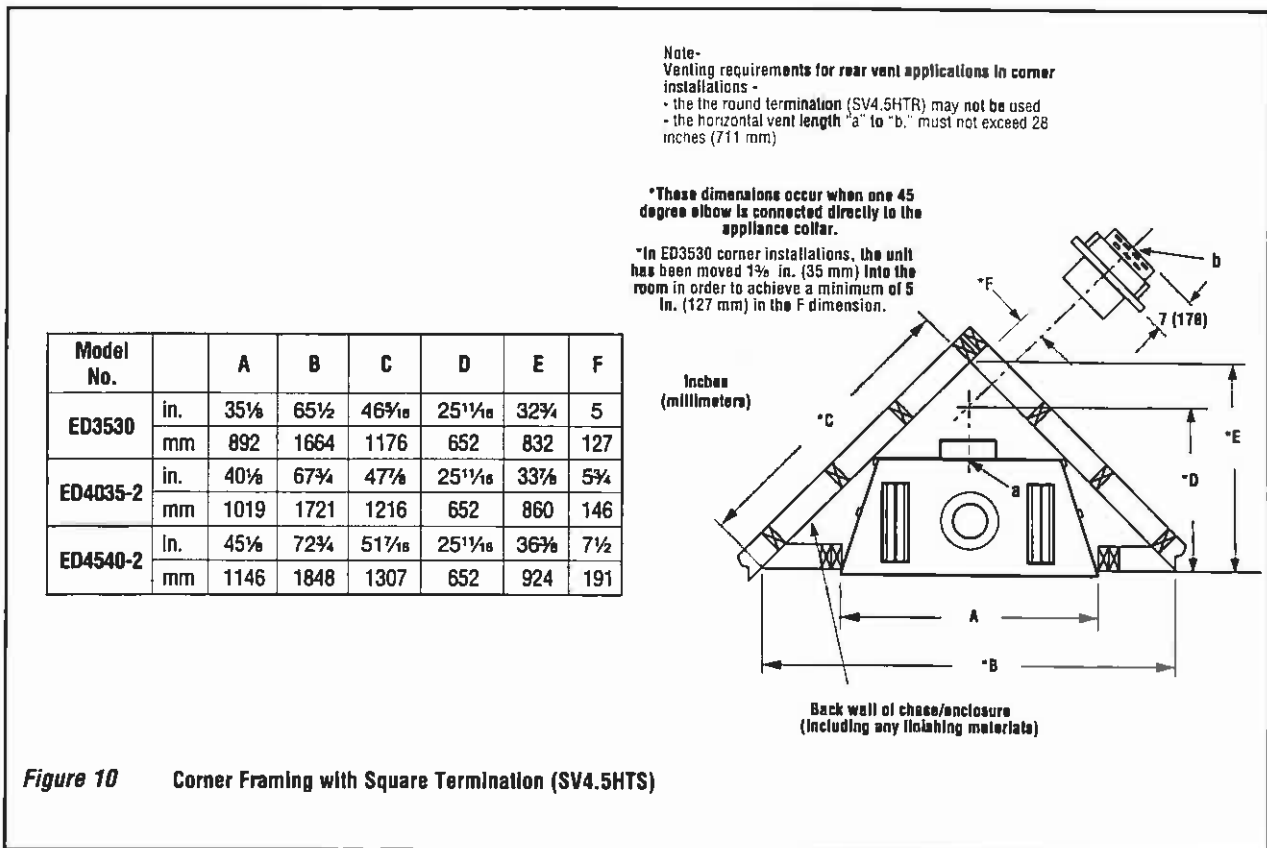 Note-
Venting requirements for rear vent applications in corner
installations -
- the the round termination (SV4.5HTR) may not be used
- the horizontal vent length "a" to "b," must not exceed 28
inches (711 mm)
*These dimensions occur when one 45
degree elbow is connected directly to the
appliance collar.
*In ED3530 corner installations, the unit
has been moved 1⅜ in. (35 mm) into the
room in order to achieve a minimum of 5
in. (127 mm) in the F dimension.
b
*F
7 (178)
Inches
(millimeters)
*C
*E
*D
a
A
*B
Back wall of chase/enclosure
(including any finishing materials)
Model No. A B C D E F
ED3530 in. 35⅛ 65½ 465/16 2511/16 32¾ 5
mm 892 1664 1176 652 832 127
ED4035-2 in. 40⅛ 67¾ 47⅞ 2511/16 33⅞ 5¾
mm 1019 1721 1216 652 860 146
ED4540-2 in. 45⅛ 72¾ 517/16 2511/16 36⅜ 7½
mm 1146 1848 1307 652 924 191
Figure 10 Corner Framing with Square Termination (SV4.5HTS)